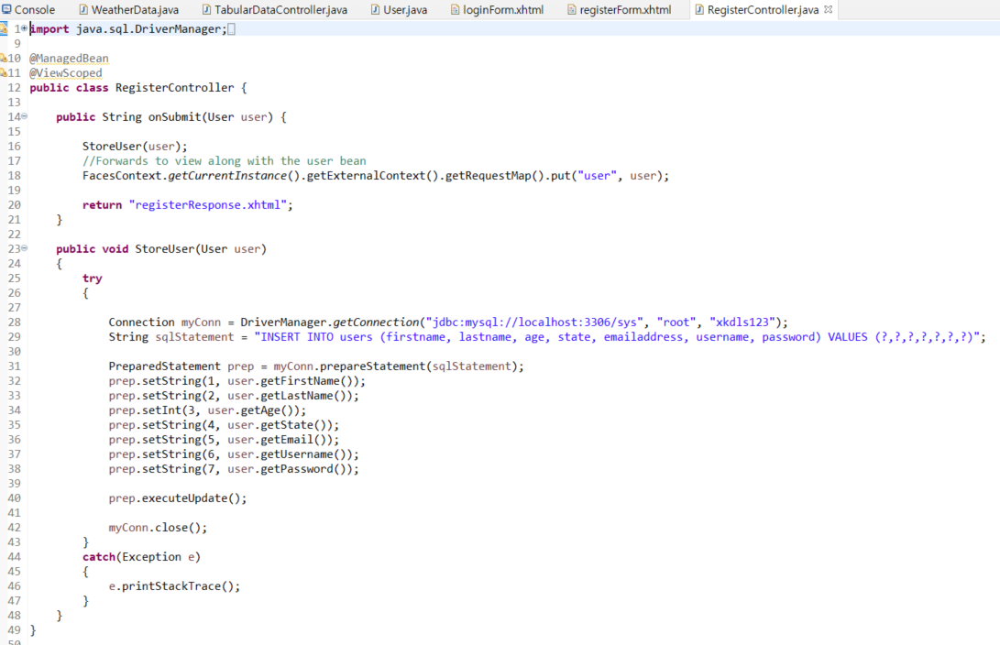 Console WeatherData.java TabularDataController.java User.java loginForm.xhtml registerForm.xhtml RegisterController.java
1 import java.sql.DriverManager;
9
10 @ManagedBean
11 @ViewScoped
12 public class RegisterController {
13
14 public String onSubmit(User user) {
15
16 StoreUser(user);
17 //Forwards to view along with the user bean
18 FacesContext.getCurrentInstance().getExternalContext().getRequestMap().put("user", user);
19
20 return "registerResponse.xhtml";
21 }
22
23 public void StoreUser(User user)
24 {
25 try
26 {
27
28 Connection myConn = DriverManager.getConnection("jdbc:mysql://localhost:3306/sys", "root", "xkdls123");
29 String sqlStatement = "INSERT INTO users (firstname, lastname, age, state, emailaddress, username, password) VALUES (?,?,?,?,?,?,?)";
30
31 PreparedStatement prep = myConn.prepareStatement(sqlStatement);
32 prep.setString(1, user.getFirstName());
33 prep.setString(2, user.getLastName());
34 prep.setInt(3, user.getAge());
35 prep.setString(4, user.getState());
36 prep.setString(5, user.getEmail());
37 prep.setString(6, user.getUsername());
38 prep.setString(7, user.getPassword());
39
40 prep.executeUpdate();
41
42 myConn.close();
43 }
44 catch(Exception e)
45 {
46 e.printStackTrace();
47 }
48 }
49 }
50